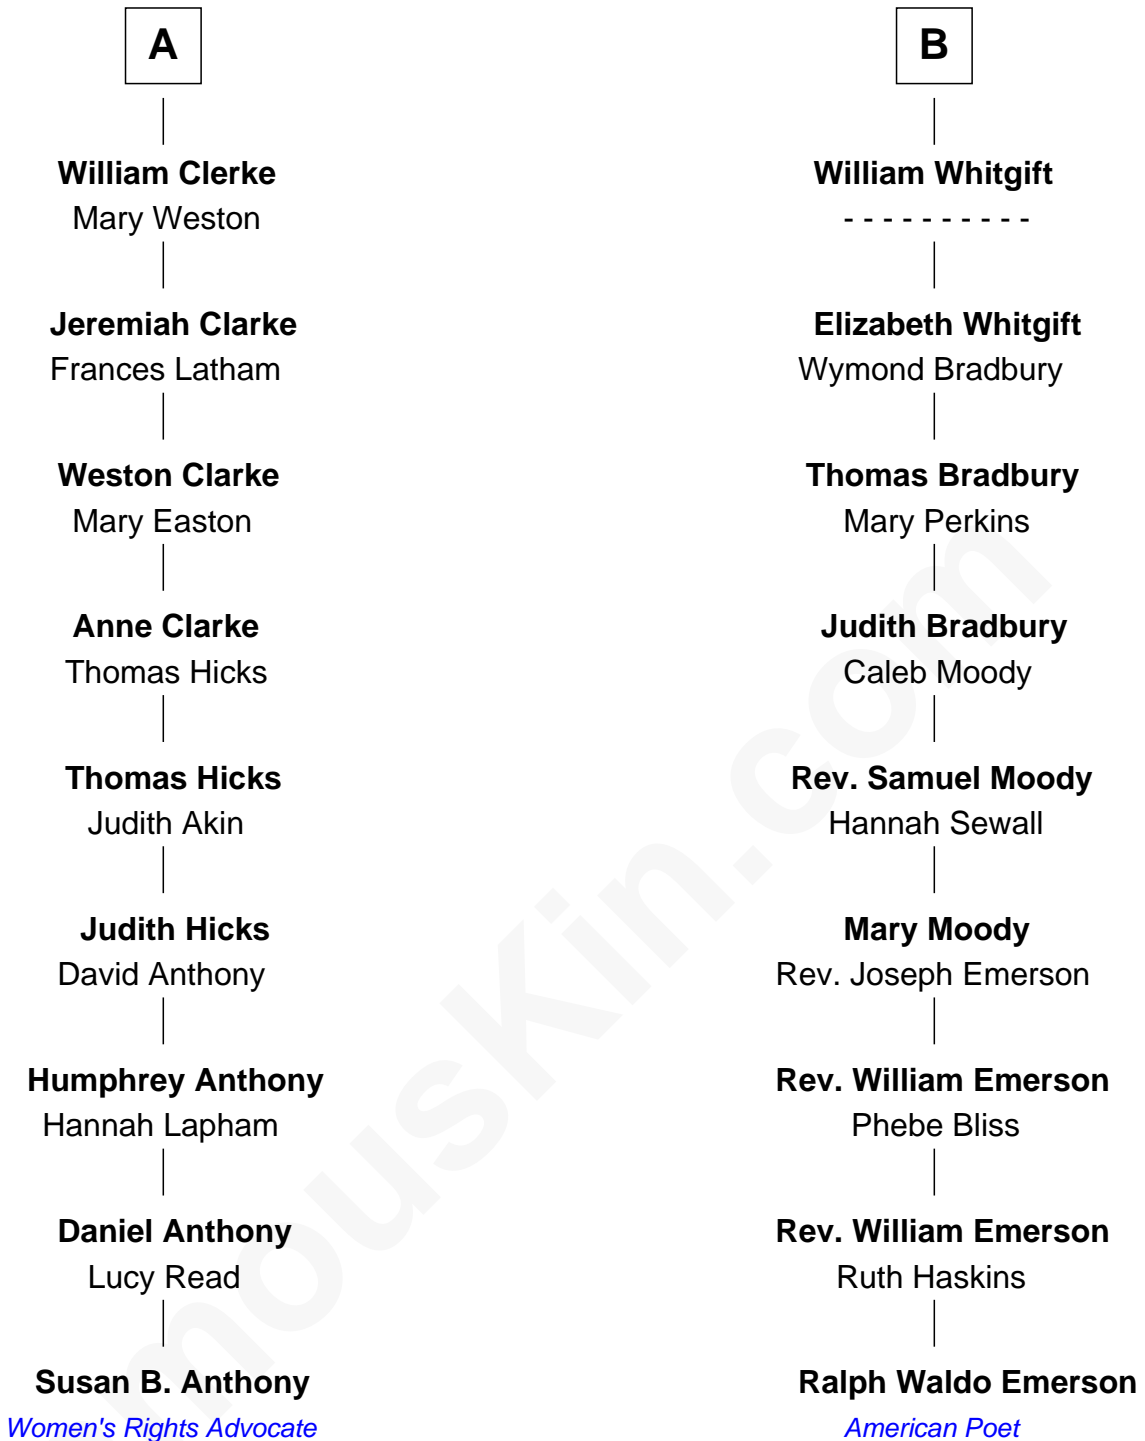 A
William Clerke
Mary Weston
Jeremiah Clarke
Frances Latham
Weston Clarke
Mary Easton
Anne Clarke
Thomas Hicks
Thomas Hicks
Judith Akin
Judith Hicks
David Anthony
Humphrey Anthony
Hannah Lapham
Daniel Anthony
Lucy Read
Susan B. Anthony
Women's Rights Advocate
B
William Whitgift
- - - - - - - - - -
Elizabeth Whitgift
Wymond Bradbury
Thomas Bradbury
Mary Perkins
Judith Bradbury
Caleb Moody
Rev. Samuel Moody
Hannah Sewall
Mary Moody
Rev. Joseph Emerson
Rev. William Emerson
Phebe Bliss
Rev. William Emerson
Ruth Haskins
Ralph Waldo Emerson
American Poet
mousKin.com